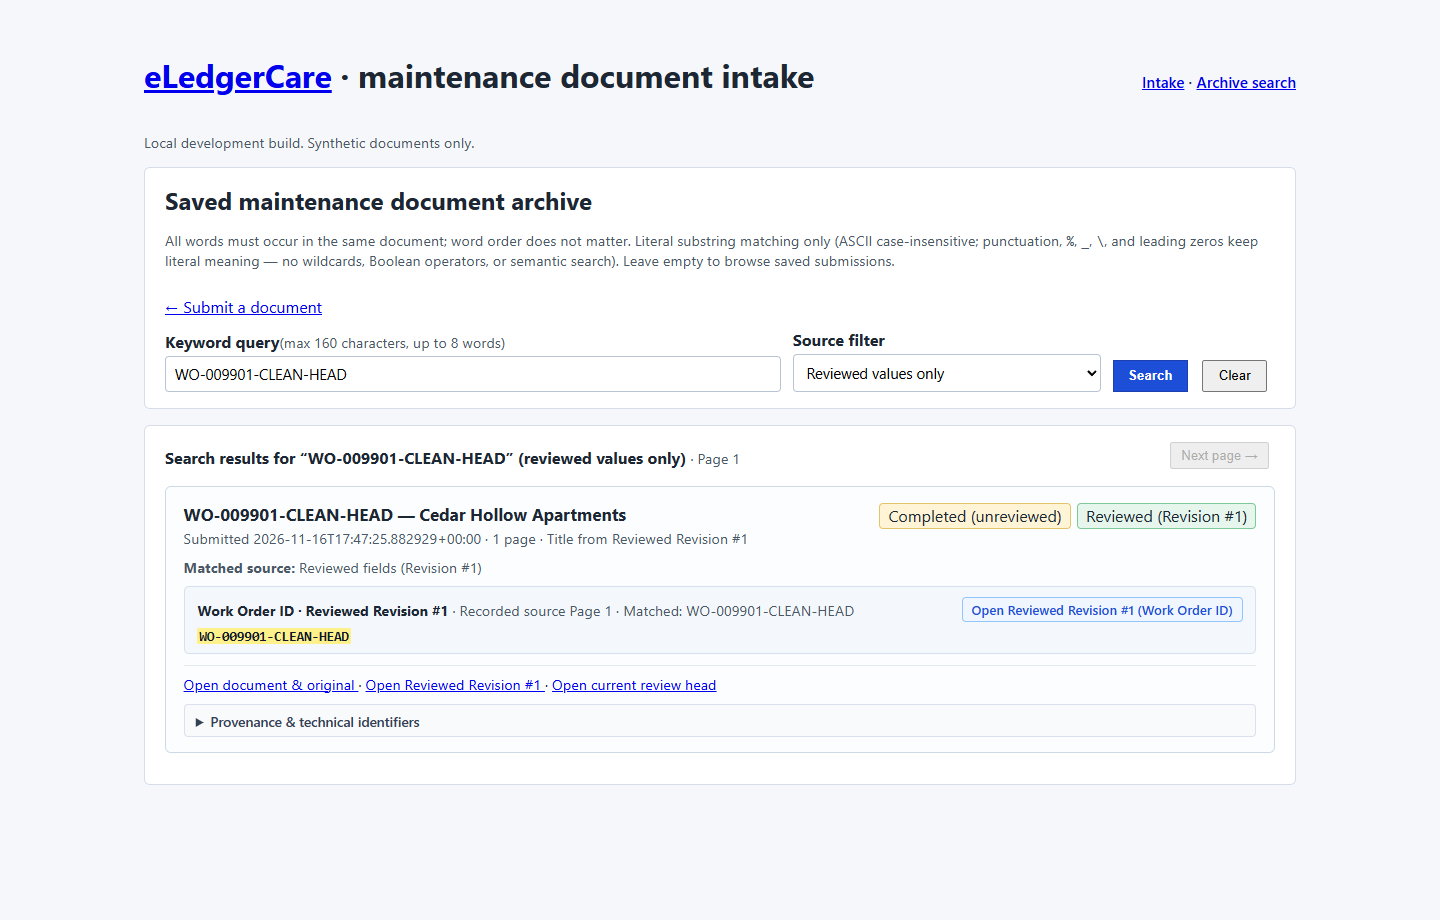 eLedgerCare · maintenance document intake
Intake · Archive search
Local development build. Synthetic documents only.
Saved maintenance document archive
All words must occur in the same document; word order does not matter. Literal substring matching only (ASCII case-insensitive; punctuation, %, _, \, and leading zeros keep
literal meaning — no wildcards, Boolean operators, or semantic search). Leave empty to browse saved submissions.
← Submit a document
Keyword query(max 160 characters, up to 8 words)
Source filter
WO-009901-CLEAN-HEAD
Reviewed values only
Search
Clear
Search results for “WO-009901-CLEAN-HEAD” (reviewed values only) · Page 1
Next page →
WO-009901-CLEAN-HEAD — Cedar Hollow Apartments
Completed (unreviewed)
Reviewed (Revision #1)
Submitted 2026-11-16T17:47:25.882929+00:00 · 1 page · Title from Reviewed Revision #1
Matched source: Reviewed fields (Revision #1)
Work Order ID · Reviewed Revision #1 · Recorded source Page 1 · Matched: WO-009901-CLEAN-HEAD
Open Reviewed Revision #1 (Work Order ID)
WO-009901-CLEAN-HEAD
Open document & original · Open Reviewed Revision #1 · Open current review head
▶ Provenance & technical identifiers